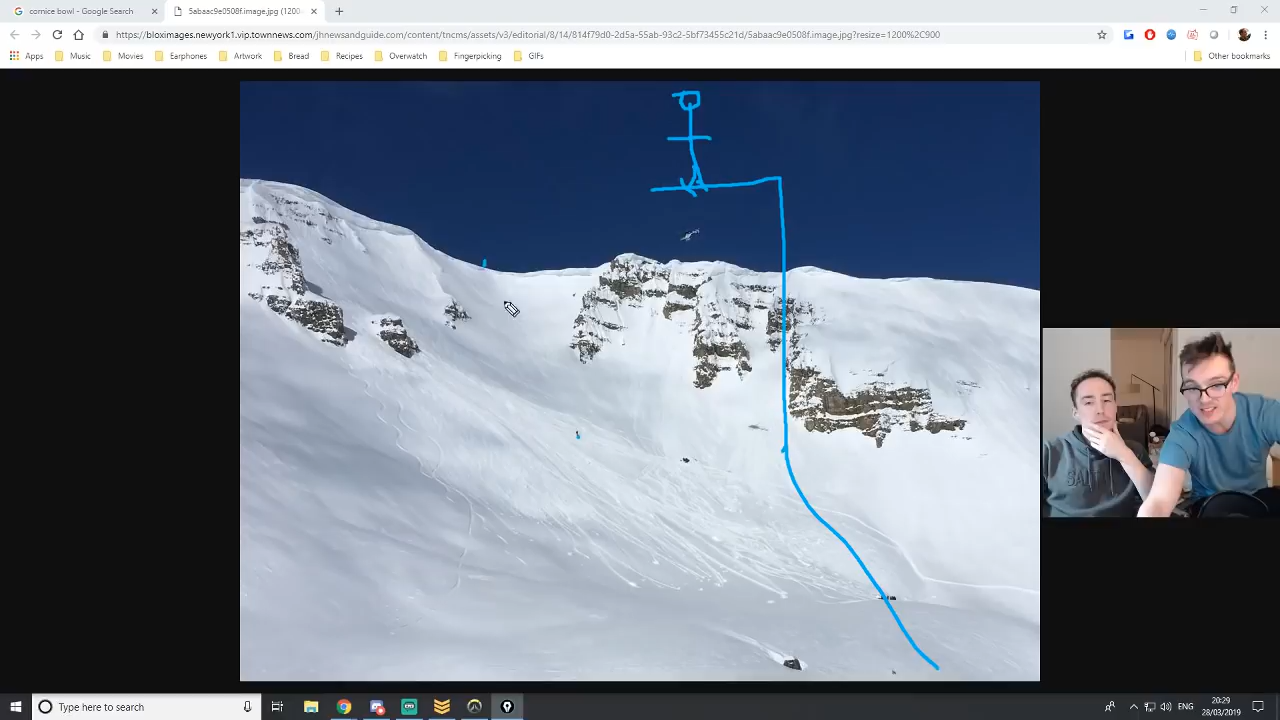 cornice bowl - Google Search
5abaac9e0508f.image.jpg (1200×
https://bloximages.newyork1.vip.townnews.com/jhnewsandguide.com/content/tncms/assets/v3/editorial/8/14/814f79d0-2d5a-55ab-93c2-5bf73455c21d/5abaac9e0508f.image.jpg?resize=1200%2C900
Apps Music Movies Earphones Artwork Bread Recipes Overwatch Fingerpicking GIFs Other bookmarks
Type here to search
ENG
20:29
28/03/2019